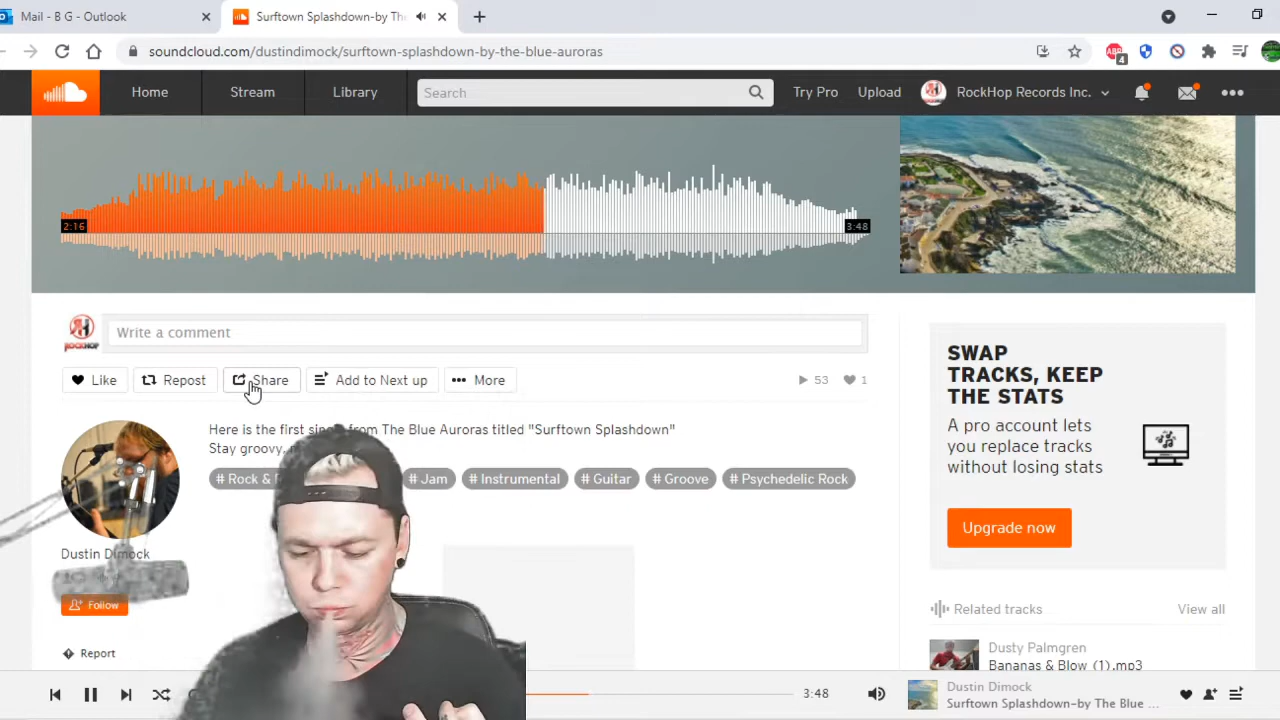 Mail - B G - Outlook
Surftown Splashdown-by
soundcloud.com/dustindimock/surftown-splashdown-by-the-blue-auroras
ABP
4
Home
Stream
Library
Search
Try Pro
Upload
RockHop Records Inc.
2:16
3:48
ROCKHOP
Write a comment
Like
Repost
Share
Add to Next up
More
53
1
Here is the first from The Blue Auroras titled "Surftown Splashdown"
Stay groovy,
# Rock &
# Jam
# Instrumental
# Guitar
# Groove
# Psychedelic Rock
Dustin Dimock
Follow
Report
SWAP
TRACKS, KEEP
THE STATS
A pro account lets
you replace tracks
without losing stats
Upgrade now
Related tracks
View all
Dusty Palmgren
Bananas & Blow (1).mp3
3:48
Dustin Dimock
Surftown Splashdown-by The Blue ...